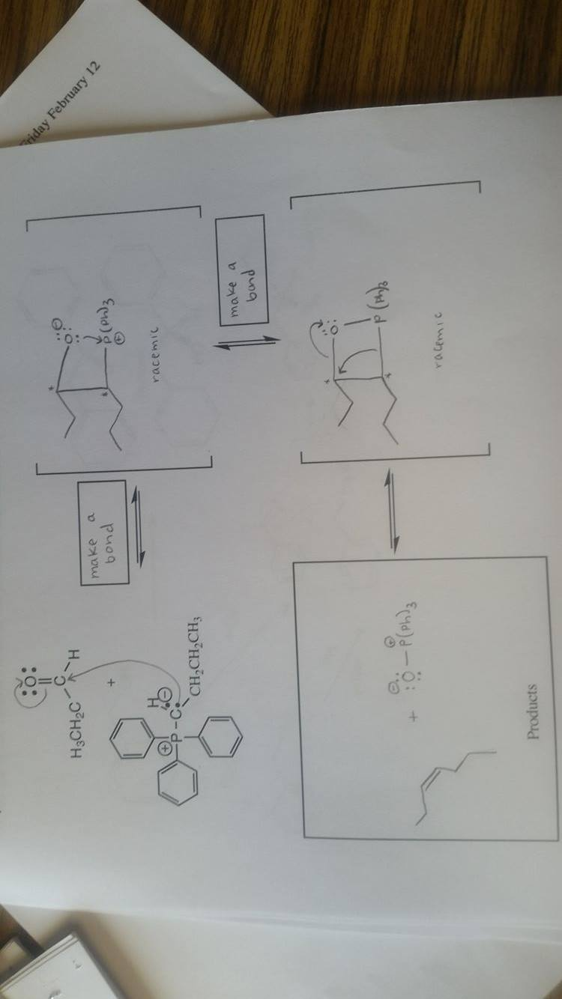 Friday February 12
:O:
H3CH2C
C
H
+
H
P
C
CH2CH2CH3
make a
bond
O
P(Ph)3
racemic
make a
bond
O
P(Ph)3
racemic
+
O—P(Ph)3
Products